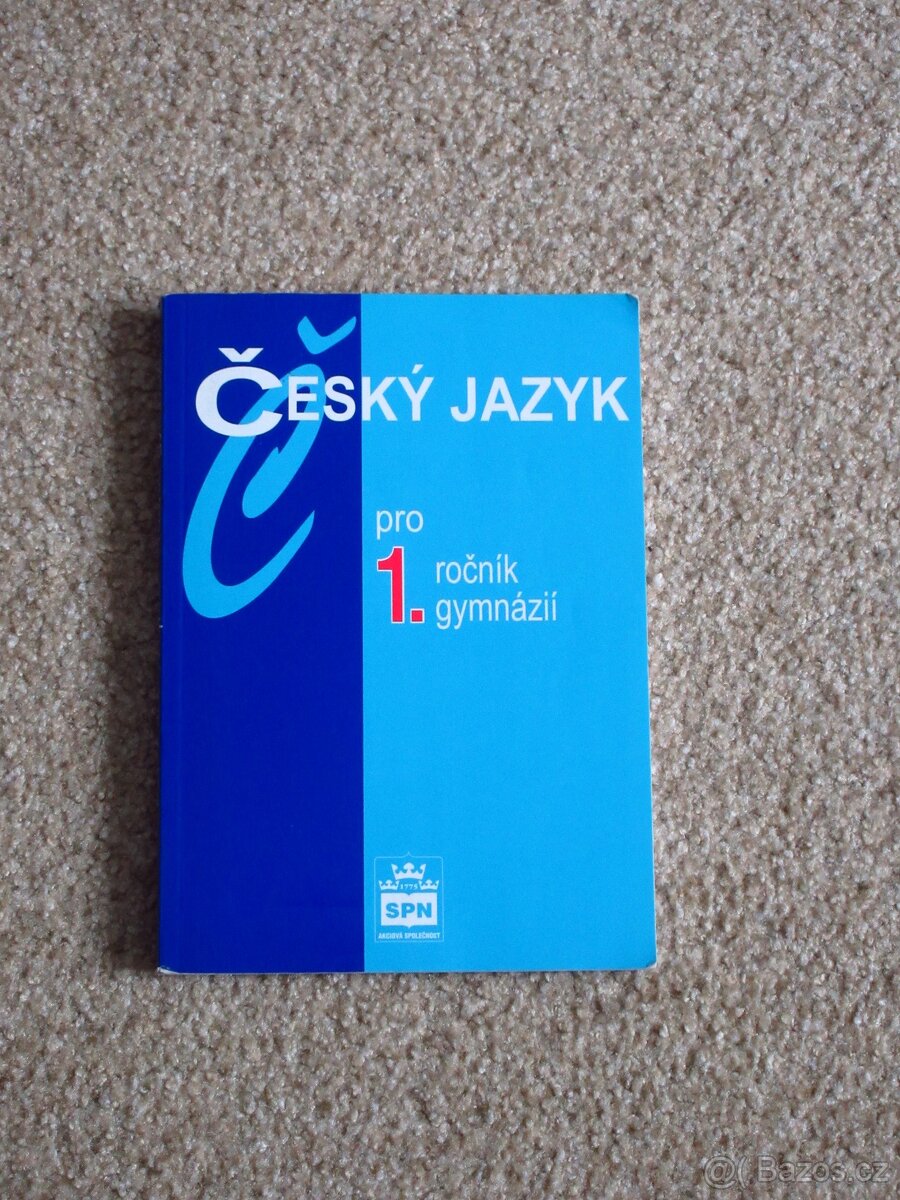 ČESKÝ JAZYK
pro
1. ročník
gymnázií
1775
SPN
AKCIOVÁ SPOLEČNOST
@Bazos.cz